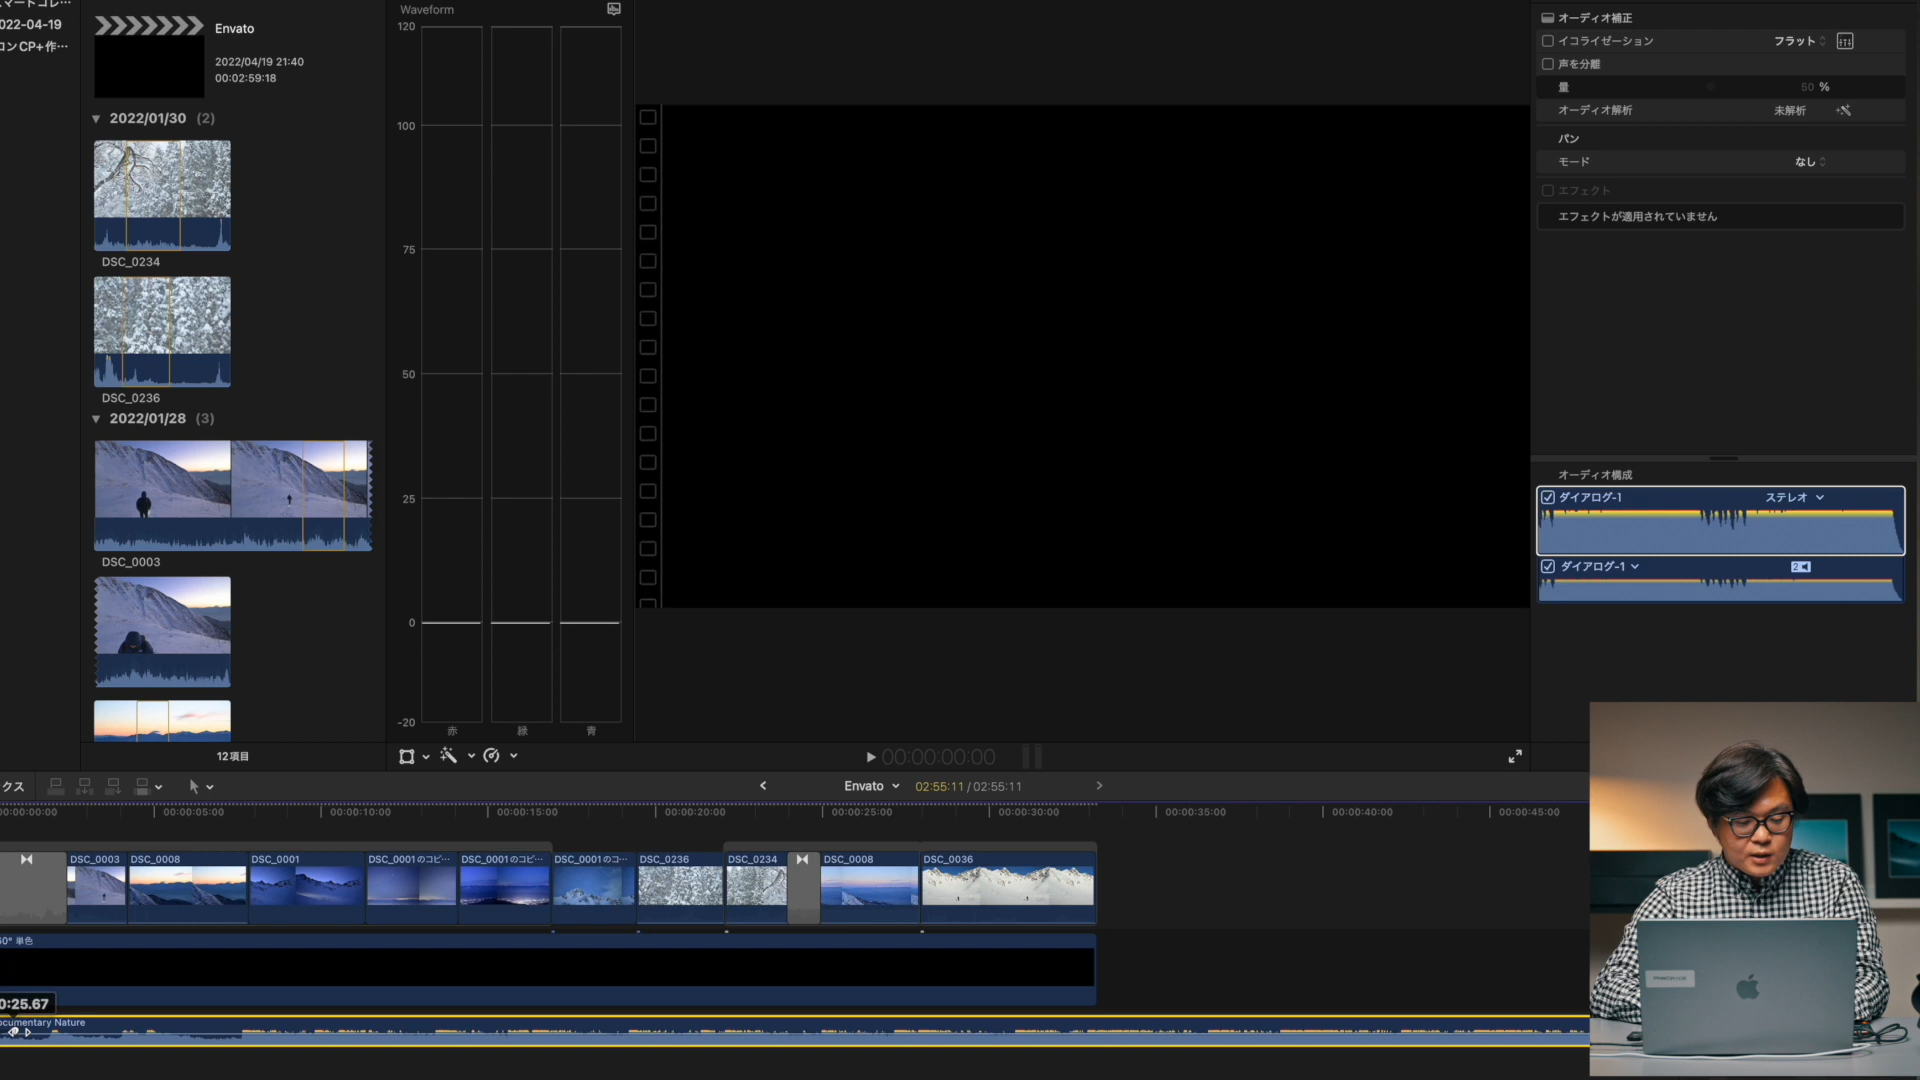 2022-04-19
Envato
2022/04/19 21:40
00:02:59:18
2022/01/30 (2)
DSC_0234
DSC_0236
2022/01/28 (3)
DSC_0003
12項目
Waveform
120
100
75
50
25
0
-20
赤 緑 青
00:00:00:00
オーディオ補正
イコライゼーション フラット
声を分離
量 50 %
オーディオ解析 未解析
パン
モード なし
エフェクト
エフェクトが適用されていません
オーディオ構成
ダイアログ-1 ステレオ
ダイアログ-1 2
クス
Envato 02:55:11 / 02:55:11
00:00:00:00 00:00:05:00 00:00:10:00 00:00:15:00 00:00:20:00 00:00:25:00 00:00:30:00 00:00:35:00 00:00:40:00 00:00:45:00
DSC_0003 DSC_0008 DSC_0001 DSC_0001のコピ… DSC_0001のコピ… DSC_0001のコ… DSC_0236 DSC_0234 DSC_0008 DSC_0036
60° 単色
0:25.67
ocumentary Nature